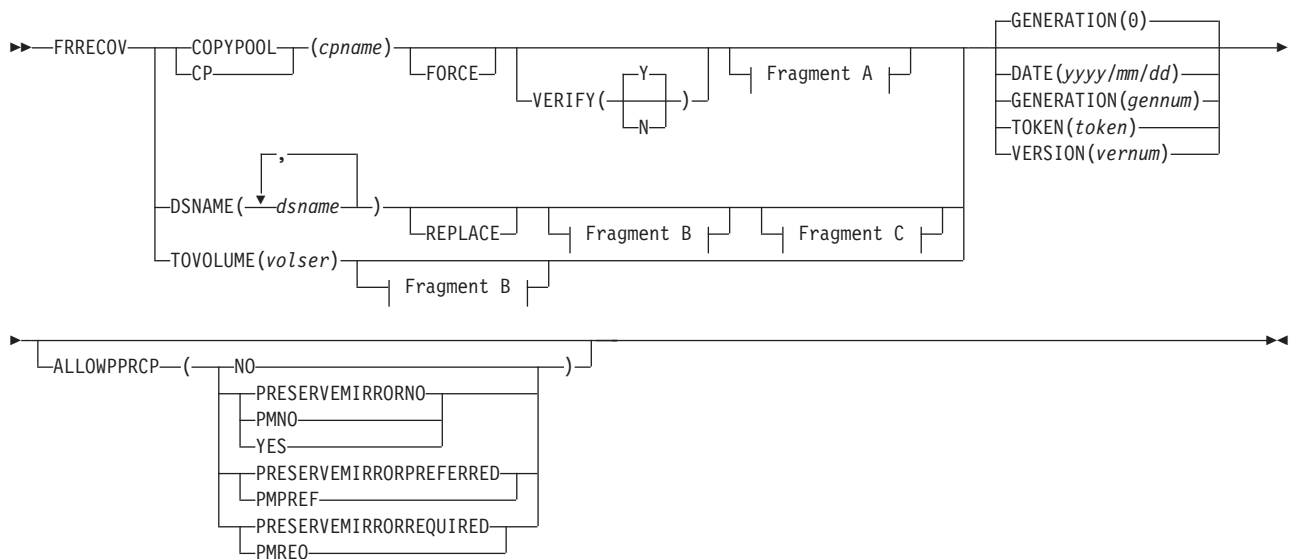 GENERATION(0)
FRRECOV COPYPOOL (cpname) Y DATE(yyyy/mm/dd)
CP FORCE VERIFY( ) Fragment A GENERATION(gennum)
N TOKEN(token)
, VERSION(vernum)
DSNAME( dsname )
REPLACE Fragment B Fragment C
TOVOLUME(volser)
Fragment B
ALLOWPPRCP ( NO )
PRESERVEMIRRORNO
PMNO
YES
PRESERVEMIRRORPREFERRED
PMPREF
PRESERVEMIRRORREQUIRED
PMREQ